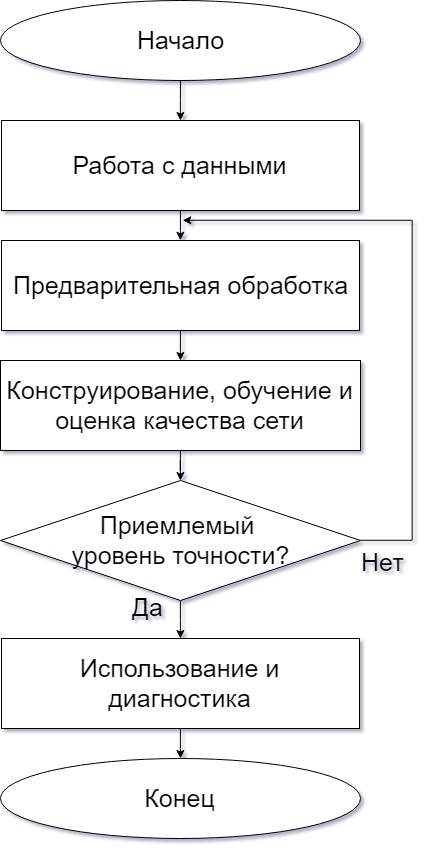 Начало
Работа с данными
Предварительная обработка
Конструирование, обучение и
оценка качества сети
Приемлемый
уровень точности?
Нет
Да
Использование и
диагностика
Конец